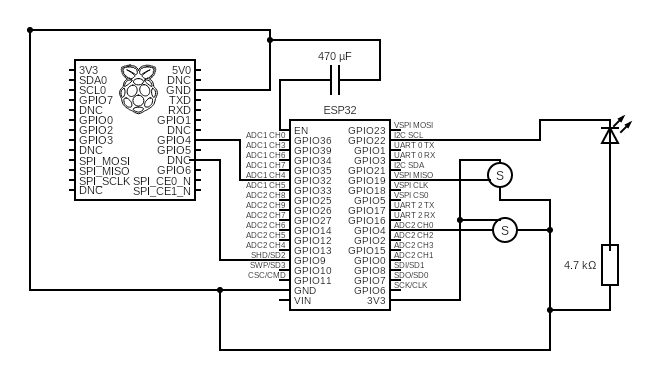 470 µF
ESP32
3V3 5V0
SDA0 DNC
SCL0 GND
GPIO7 TXD
DNC RXD
GPIO0 GPIO1
GPIO2 DNC
GPIO3 GPIO4
DNC GPIO5
SPI_MOSI DNC
SPI_MISO GPIO6
SPI_SCLK SPI_CE0_N
DNC SPI_CE1_N
EN GPIO23 VSPI MOSI
ADC1 CH0 GPIO36 GPIO22 I2C SCL
ADC1 CH3 GPIO39 GPIO1 UART 0 TX
ADC1 CH6 GPIO34 GPIO3 UART 0 RX
ADC1 CH7 GPIO35 GPIO21 I2C SDA
ADC1 CH4 GPIO32 GPIO19 VSPI MISO
ADC1 CH5 GPIO33 GPIO18 VSPI CLK
ADC2 CH8 GPIO25 GPIO5 VSPI CS0
ADC2 CH9 GPIO26 GPIO17 UART 2 TX
ADC2 CH7 GPIO27 GPIO16 UART 2 RX
ADC2 CH6 GPIO14 GPIO4 ADC2 CH0
ADC2 CH5 GPIO12 GPIO2 ADC2 CH2
ADC2 CH4 GPIO13 GPIO15 ADC2 CH3
SHD/SD2 GPIO9 GPIO0 ADC2 CH1
SWP/SD3 GPIO10 GPIO8 SDI/SD1
CSC/CMD GPIO11 GPIO7 SDO/SD0
GND GPIO6 SCK/CLK
VIN 3V3
S
S
4.7 kΩ